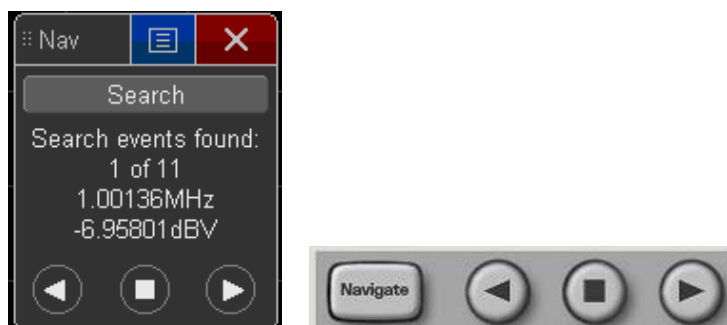 Nav
Search
Search events found:
1 of 11
1.00136MHz
-6.95801dBV
Navigate